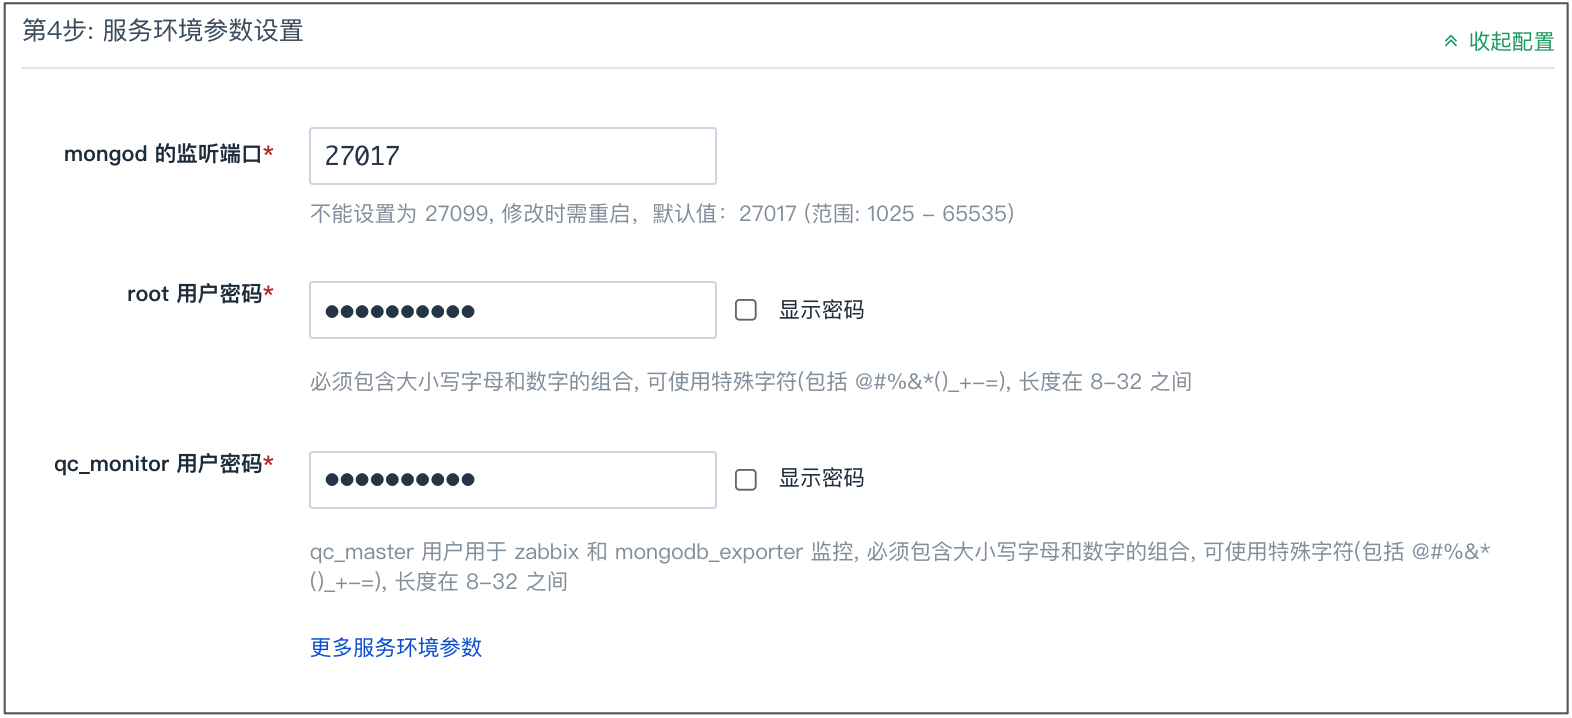 第4步: 服务环境参数设置
收起配置
mongod 的监听端口*
27017
不能设置为 27099, 修改时需重启，默认值：27017 (范围: 1025 – 65535)
root 用户密码*
●●●●●●●●●●
显示密码
必须包含大小写字母和数字的组合, 可使用特殊字符(包括 @#%&*()_+-=), 长度在 8-32 之间
qc_monitor 用户密码*
●●●●●●●●●●
显示密码
qc_master 用户用于 zabbix 和 mongodb_exporter 监控, 必须包含大小写字母和数字的组合, 可使用特殊字符(包括 @#%&*
()_+-=), 长度在 8-32 之间
更多服务环境参数